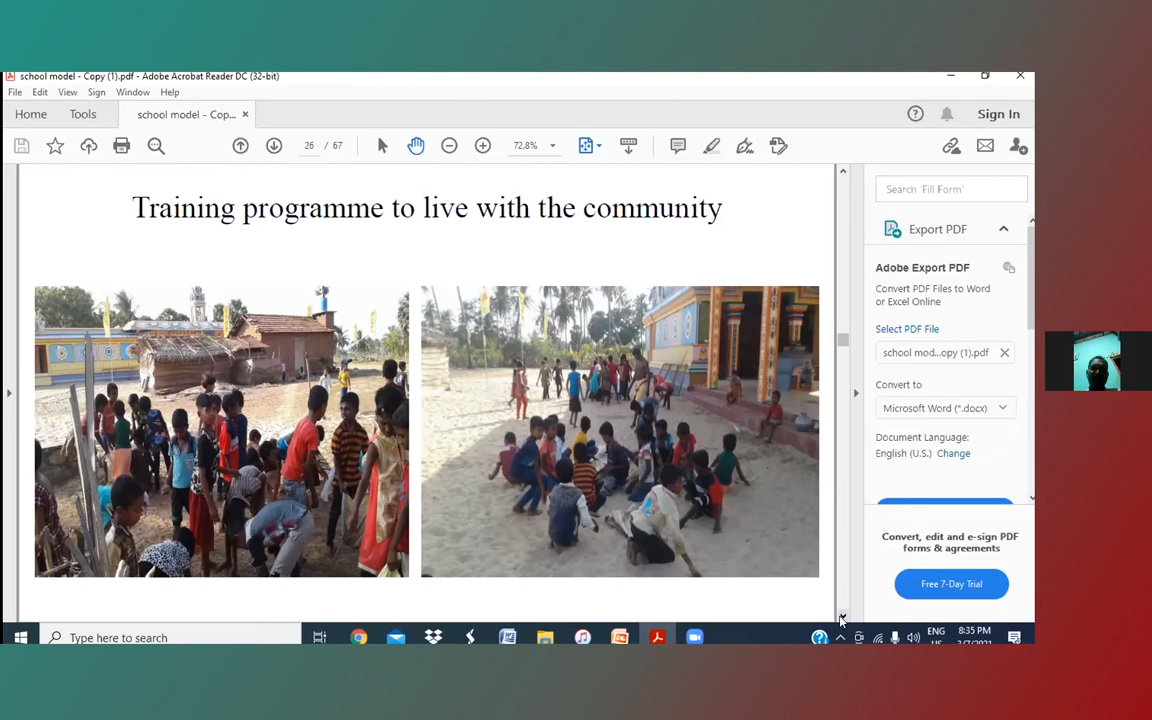 school model - Copy (1).pdf - Adobe Acrobat Reader DC (32-bit)
File Edit View Sign Window Help
Home Tools school model - Cop... × Sign In
26 / 67 72.8%
Training programme to live with the community
Search 'Fill Form'
Export PDF
Adobe Export PDF
Convert PDF Files to Word
or Excel Online
Select PDF File
school mod...opy (1).pdf
Convert to
Microsoft Word (*.docx)
Document Language:
English (U.S.) Change
Convert, edit and e-sign PDF
forms & agreements
Free 7-Day Trial
Type here to search
ENG
8:35 PM